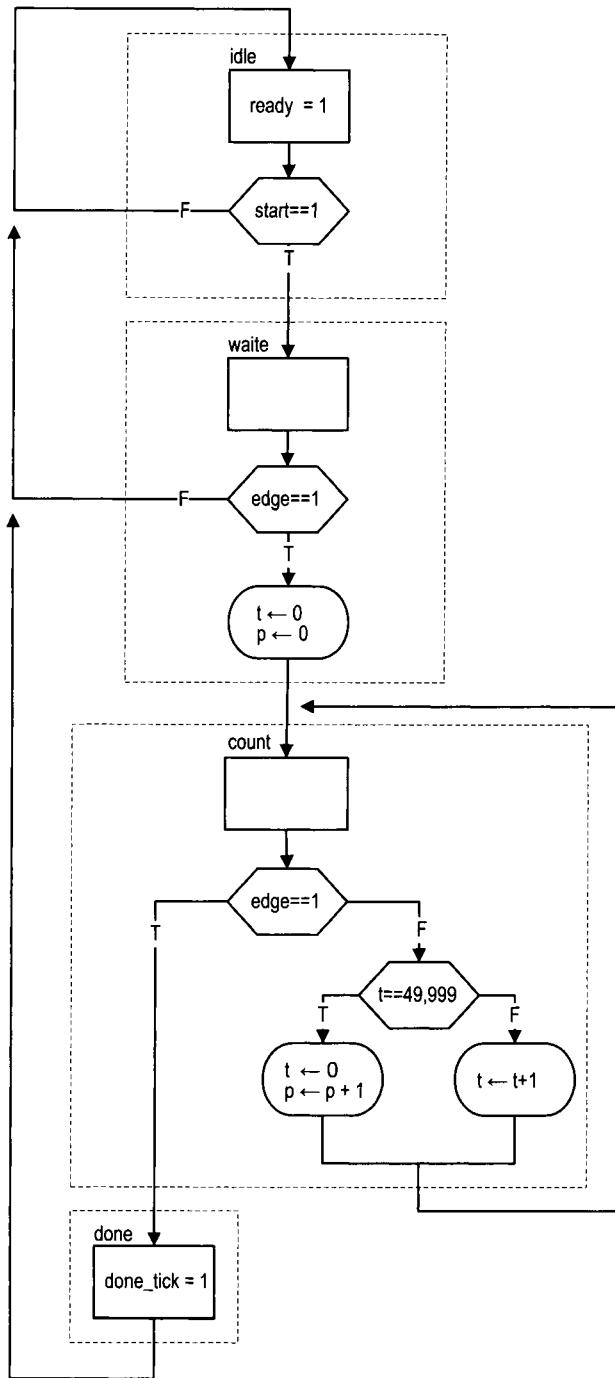 idle
ready = 1
start==1
F
T
waite
edge==1
F
T
t ← 0
p ← 0
count
edge==1
T
F
t==49,999
T
F
t ← 0
p ← p + 1
t ← t+1
done
done_tick = 1